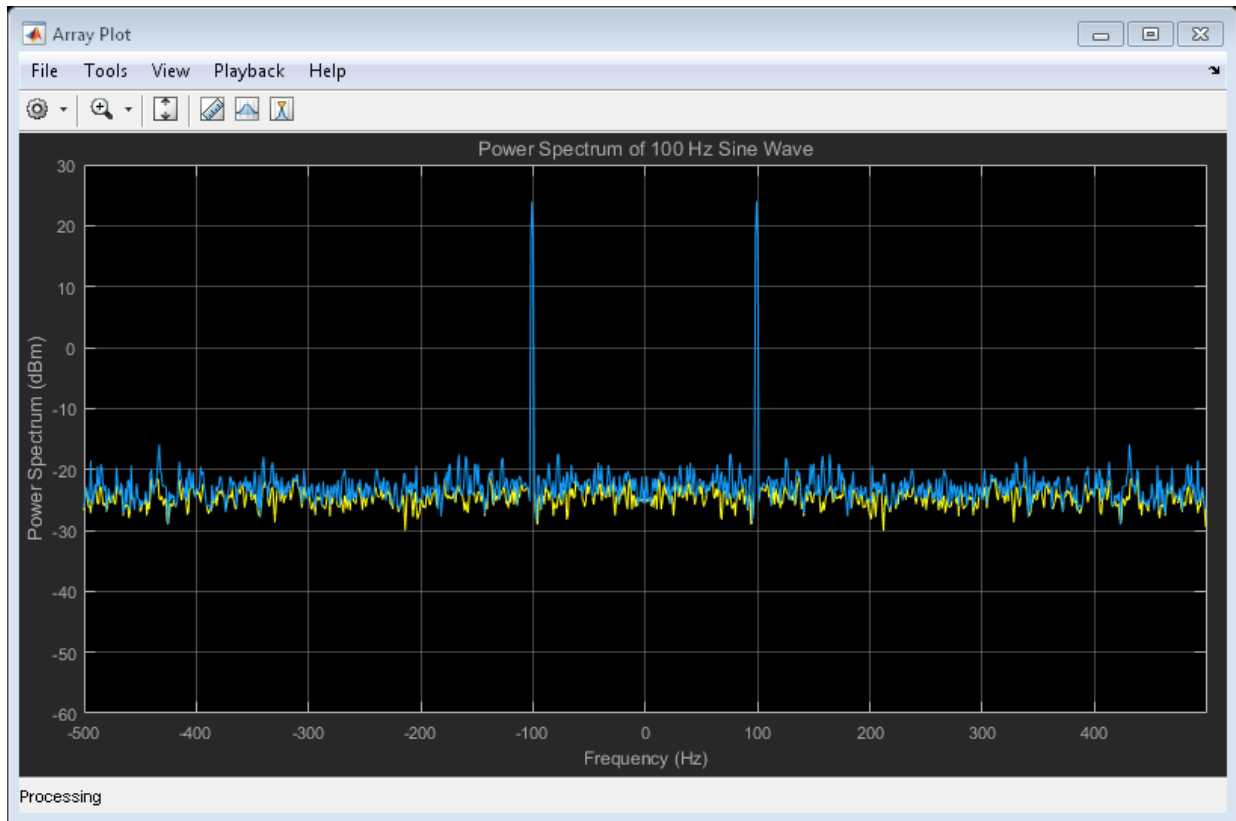 Array Plot
File Tools View Playback Help
Power Spectrum of 100 Hz Sine Wave
30
20
10
0
-10
-20
-30
-40
-50
-60
Power Spectrum (dBm)
-500 -400 -300 -200 -100 0 100 200 300 400
Frequency (Hz)
Processing